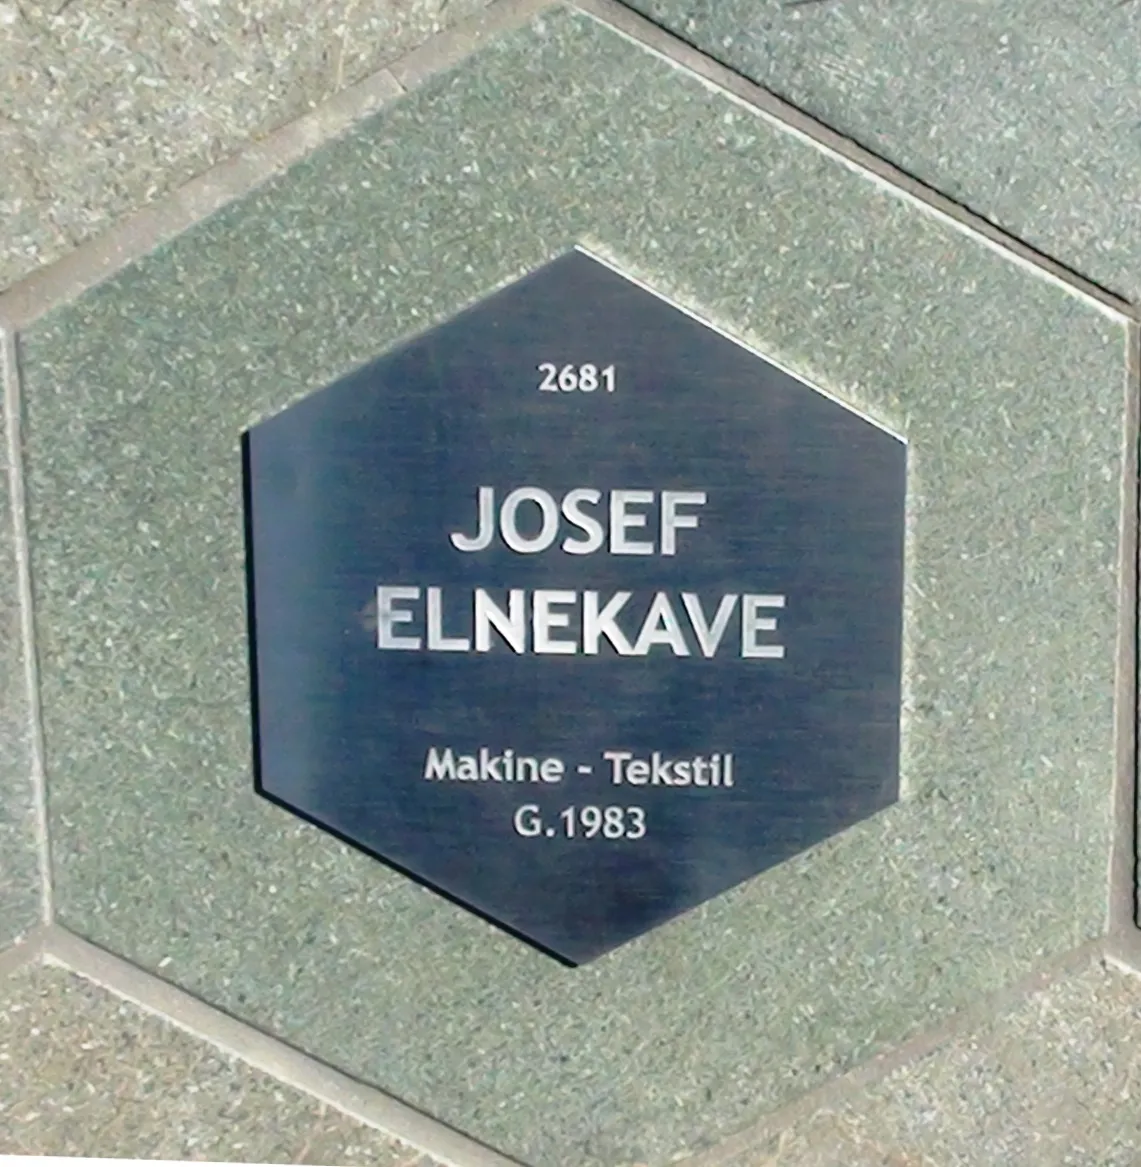 2681
JOSEF
ELNEKAVE
Makine - Tekstil
G.1983